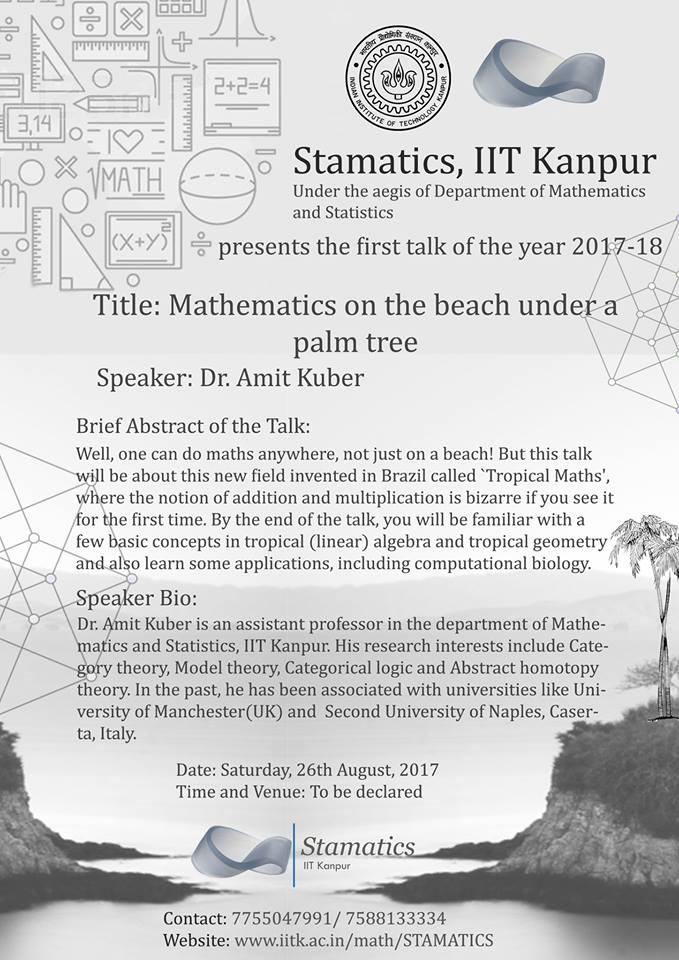 2+2=4
3,14
I ♡
√MATH
(X+Y)²
भारतीय प्रौद्योगिकी संस्थान कानपुर
INDIAN INSTITUTE OF TECHNOLOGY KANPUR
Stamatics, IIT Kanpur
Under the aegis of Department of Mathematics
and Statistics
presents the first talk of the year 2017-18
Title: Mathematics on the beach under a
palm tree
Speaker: Dr. Amit Kuber
Brief Abstract of the Talk:
Well, one can do maths anywhere, not just on a beach! But this talk
will be about this new field invented in Brazil called `Tropical Maths',
where the notion of addition and multiplication is bizarre if you see it
for the first time. By the end of the talk, you will be familiar with a
few basic concepts in tropical (linear) algebra and tropical geometry
and also learn some applications, including computational biology.
Speaker Bio:
Dr. Amit Kuber is an assistant professor in the department of Mathe-
matics and Statistics, IIT Kanpur. His research interests include Cate-
gory theory, Model theory, Categorical logic and Abstract homotopy
theory. In the past, he has been associated with universities like Uni-
versity of Manchester(UK) and  Second University of Naples, Caser-
ta, Italy.
Date: Saturday, 26th August, 2017
Time and Venue: To be declared
Stamatics
IIT Kanpur
Contact: 7755047991/ 7588133334
Website: www.iitk.ac.in/math/STAMATICS